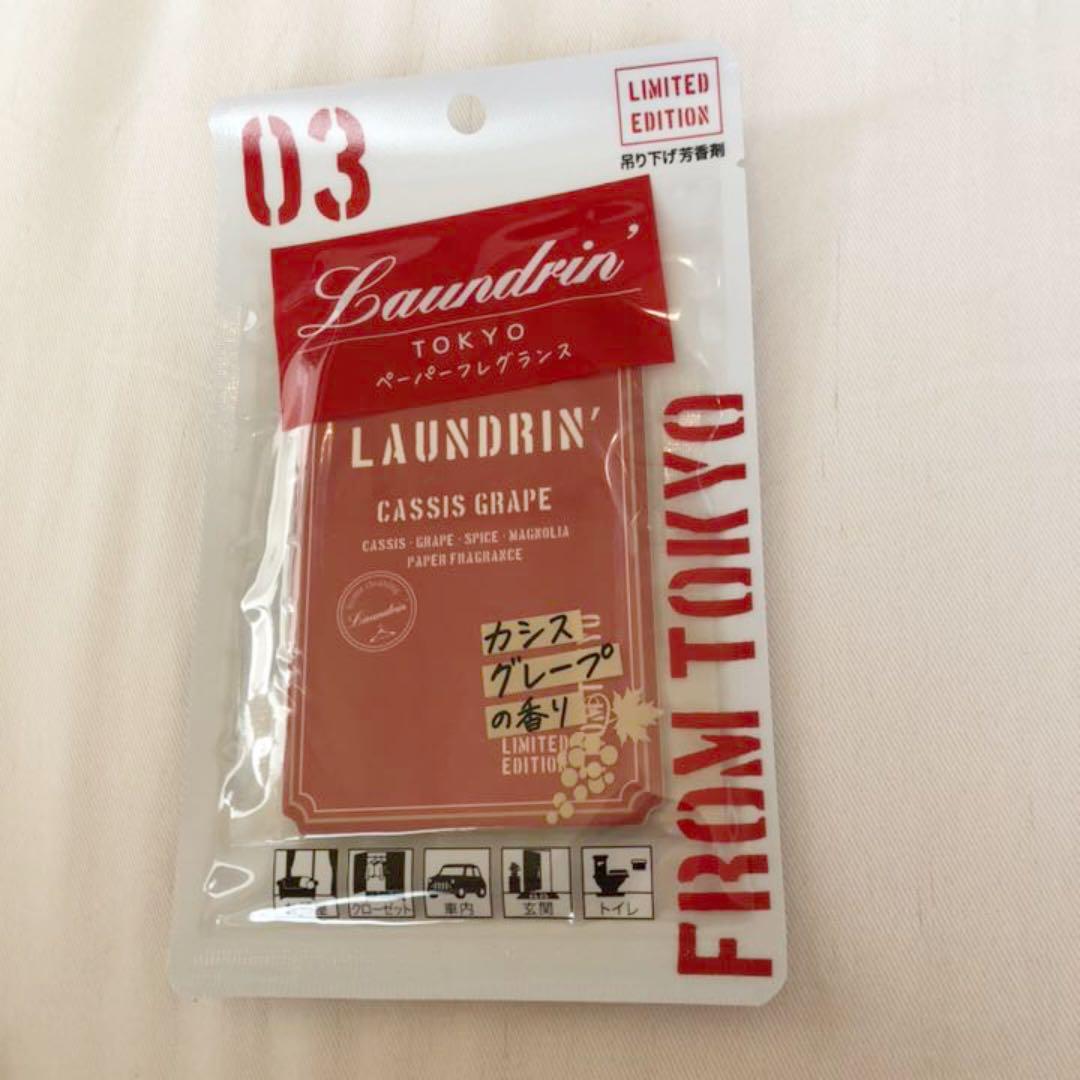 03
LIMITED
EDITION
吊り下げ芳香剤
Laundrin'
TOKYO
ペーパーフレグランス
LAUNDRIN'
CASSIS GRAPE
CASSIS・GRAPE・SPICE・MAGNOLIA
PAPER FRAGRANCE
Laundrin
カシス
グレープ
の香り
LIMITED
EDITION
FROM TOKYO
クローゼット
車内
玄関
トイレ